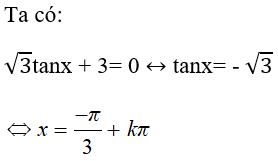 Ta có:
√3tanx + 3= 0 ↔ tanx= - √3
⇔ x = −π/3 + kπ